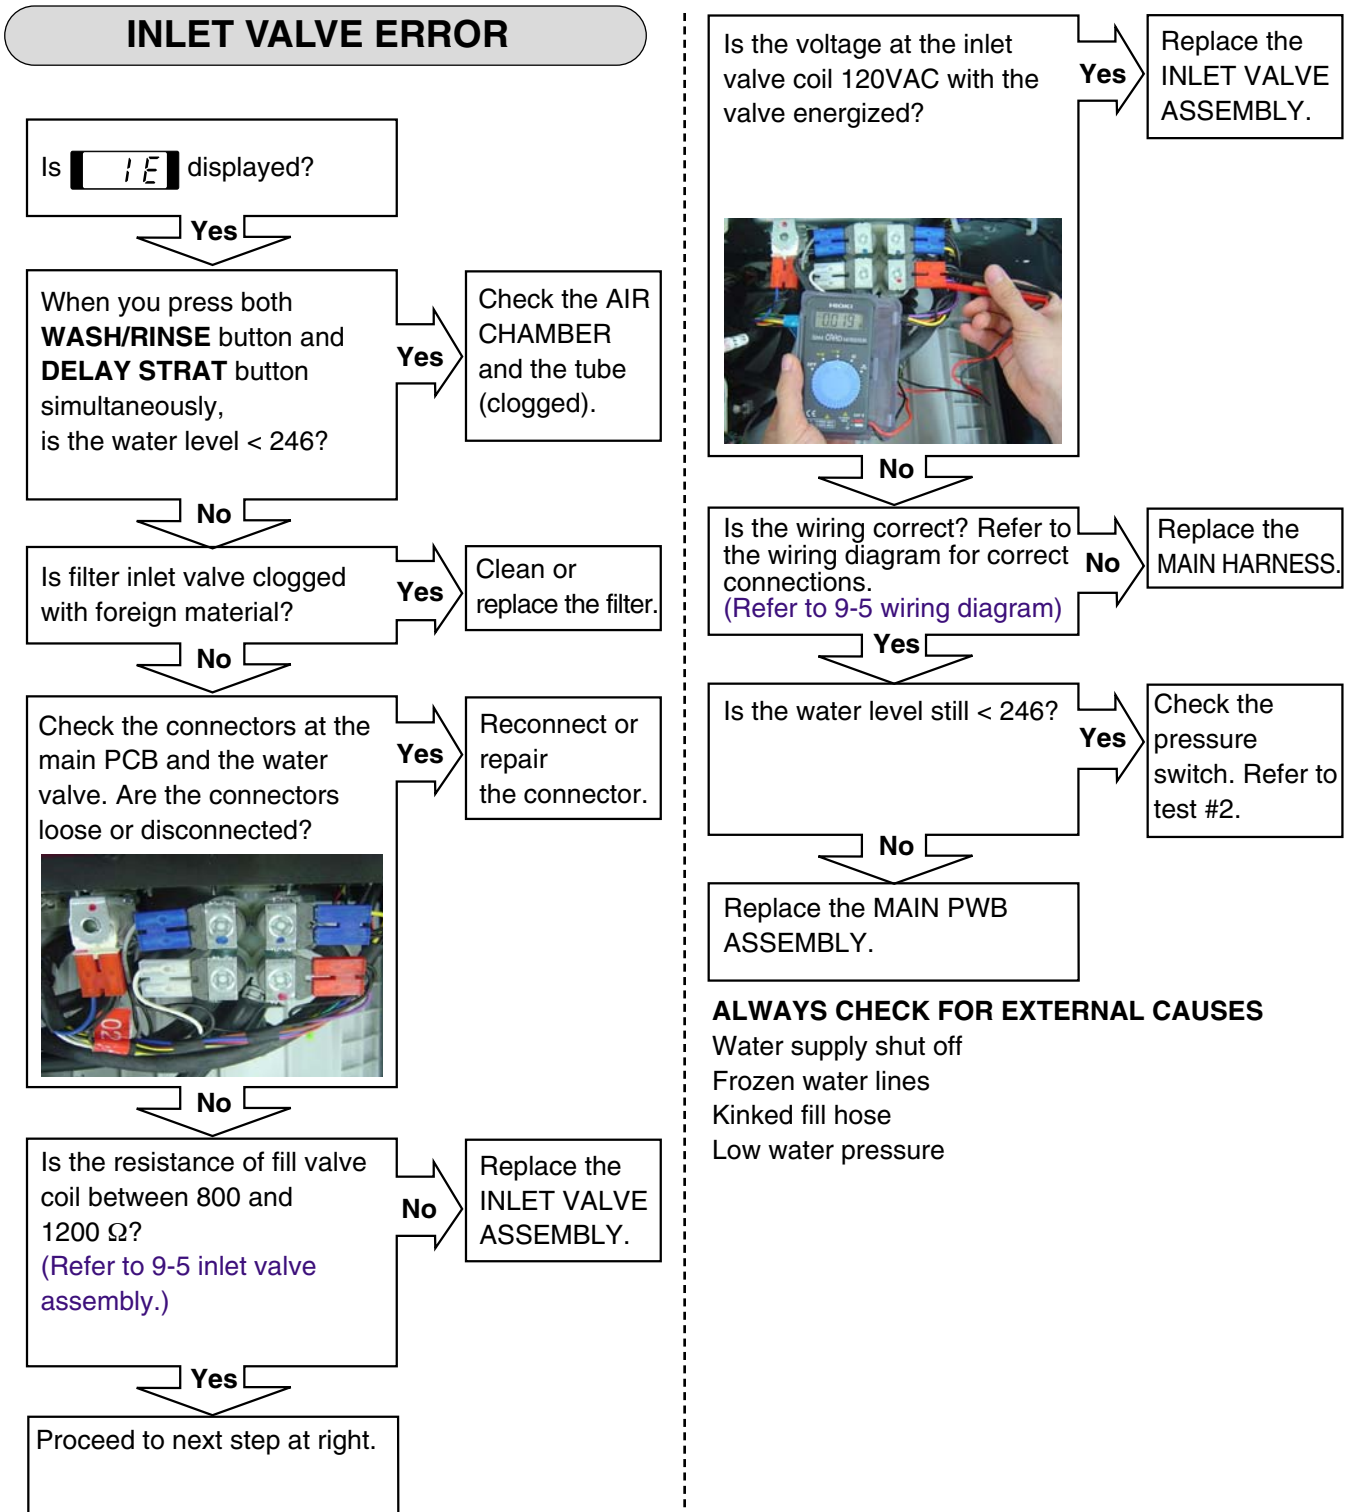 INLET VALVE ERROR
Is 1E displayed?
Yes
When you press both
WASH/RINSE button and
DELAY STRAT button
simultaneously,
is the water level < 246?
Yes
Check the AIR
CHAMBER
and the tube
(clogged).
No
Is filter inlet valve clogged
with foreign material?
Yes
Clean or
replace the filter.
No
Check the connectors at the
main PCB and the water
valve. Are the connectors
loose or disconnected?
Yes
Reconnect or
repair
the connector.
02
No
Is the resistance of fill valve
coil between 800 and
1200 Ω?
(Refer to 9-5 inlet valve
assembly.)
No
Replace the
INLET VALVE
ASSEMBLY.
Yes
Proceed to next step at right.
Is the voltage at the inlet
valve coil 120VAC with the
valve energized?
Yes
Replace the
INLET VALVE
ASSEMBLY.
HIOKI
0019
No
Is the wiring correct? Refer to
the wiring diagram for correct
connections.
(Refer to 9-5 wiring diagram)
No
Replace the
MAIN HARNESS.
Yes
Is the water level still < 246?
Yes
Check the
pressure
switch. Refer to
test #2.
No
Replace the MAIN PWB
ASSEMBLY.
ALWAYS CHECK FOR EXTERNAL CAUSES
Water supply shut off
Frozen water lines
Kinked fill hose
Low water pressure